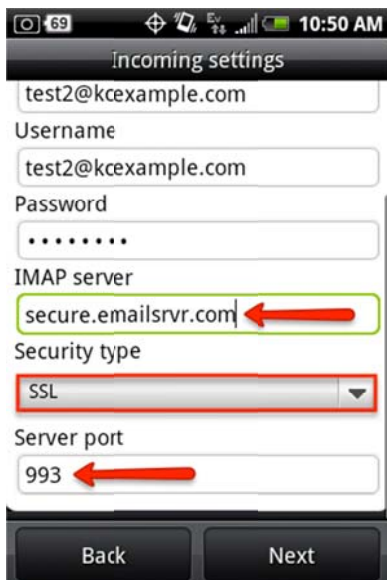 69 Ev 10:50 AM
Incoming settings
test2@kcexample.com
Username
test2@kcexample.com
Password
••••••••
IMAP server
secure.emailsrvr.com
Security type
SSL
Server port
993
Back Next